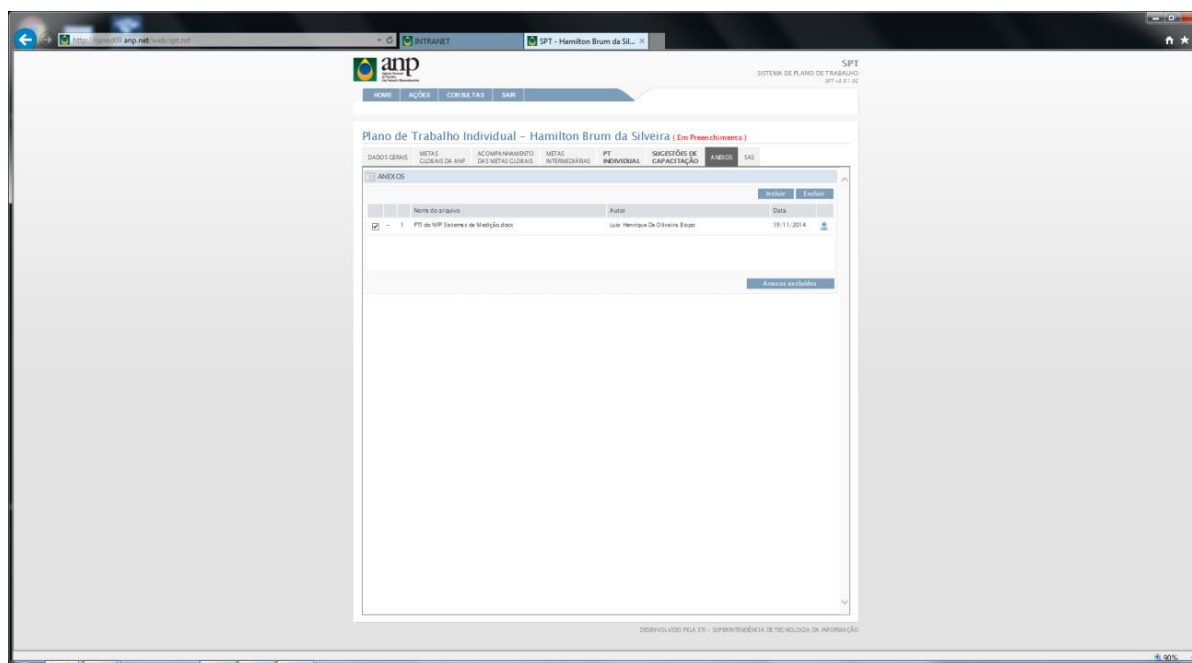 anp.net/web/spt.nsf
INTRANET
SPT - Hamilton Brum da Sil...
anp
SPT
SISTEMA DE PLANO DE TRABALHO
HOME AÇÕES CONSULTAS SAIR
Plano de Trabalho Individual – Hamilton Brum da Silveira ( Em Preenchimento )
DADOS GERAIS METAS GLOBAIS DA ANP ACOMPANHAMENTO DAS METAS GLOBAIS METAS INTERMEDIÁRIAS PT INDIVIDUAL SUGESTÕES DE CAPACITAÇÃO ANEXOS SAS
ANEXOS
Incluir Excluir
Nome do arquivo Autor Data
1 PTI do NFP Sistemas de Medição.docx Luiz Henrique De Oliveira Bispo 19/11/2014
Anexos excluídos
DESENVOLVIDO PELA STI – SUPERINTENDÊNCIA DE TECNOLOGIA DA INFORMAÇÃO
90%